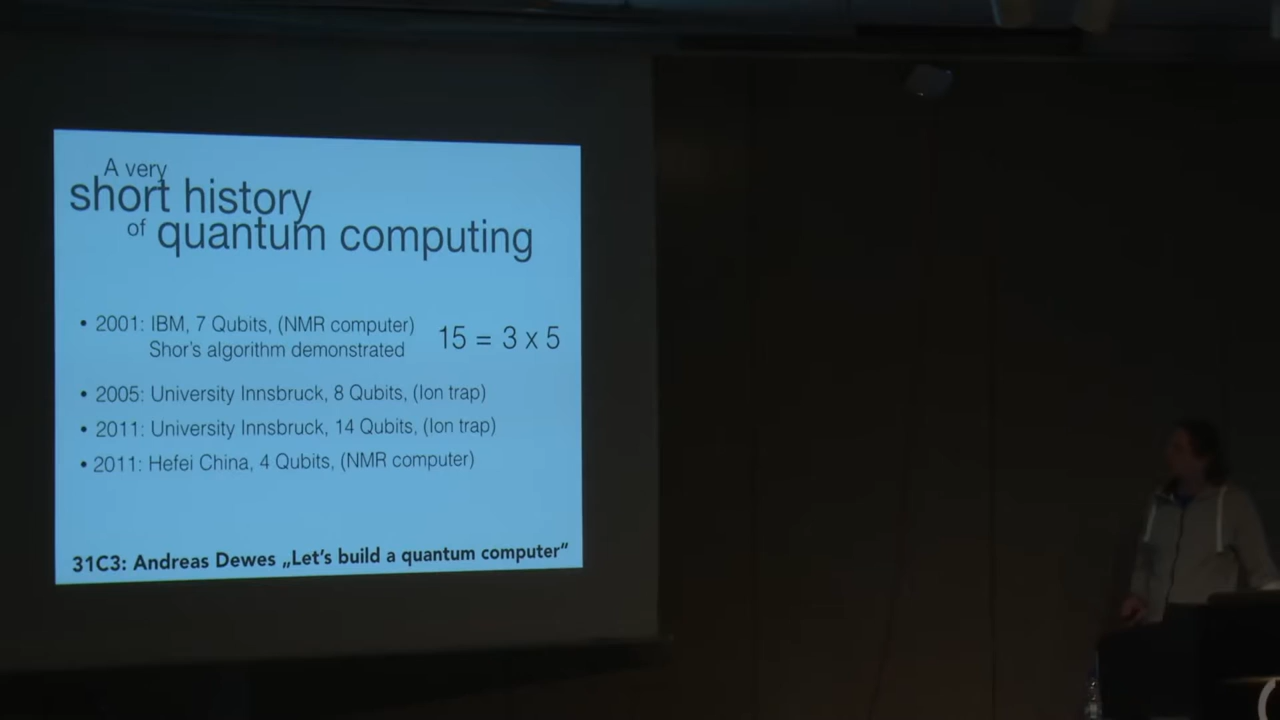 A very
short history
of quantum computing
• 2001: IBM, 7 Qubits, (NMR computer)
Shor's algorithm demonstrated
15 = 3 x 5
• 2005: University Innsbruck, 8 Qubits, (Ion trap)
• 2011: University Innsbruck, 14 Qubits, (Ion trap)
• 2011: Hefei China, 4 Qubits, (NMR computer)
31C3: Andreas Dewes „Let's build a quantum computer“